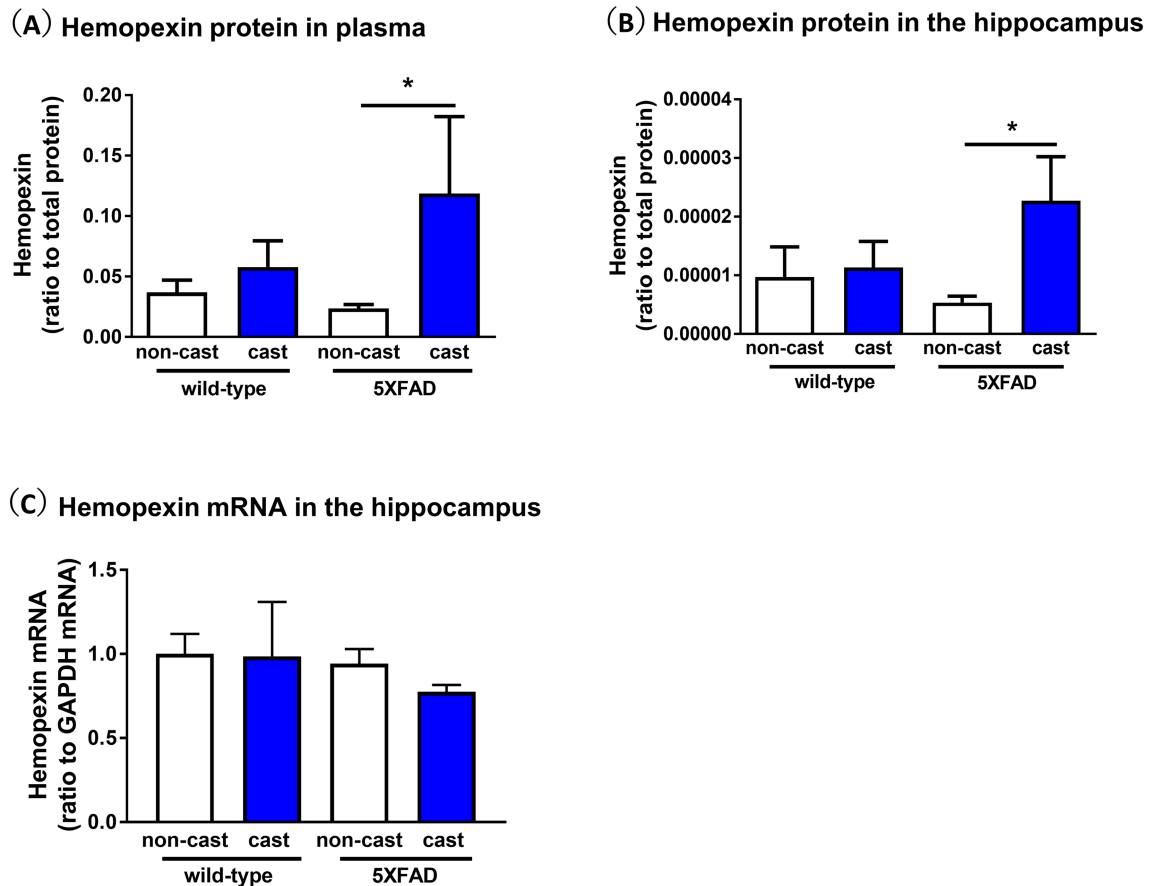 （A）Hemopexin protein in plasma
Hemopexin
(ratio to total protein)
0.20
0.15
0.10
0.05
0.00
*
non-cast cast non-cast cast
wild-type 5XFAD
（B）Hemopexin protein in the hippocampus
Hemopexin
(ratio to total protein)
0.00004
0.00003
0.00002
0.00001
0.00000
*
non-cast cast non-cast cast
wild-type 5XFAD
（C）Hemopexin mRNA in the hippocampus
Hemopexin mRNA
(ratio to GAPDH mRNA)
1.5
1.0
0.5
0.0
non-cast cast non-cast cast
wild-type 5XFAD